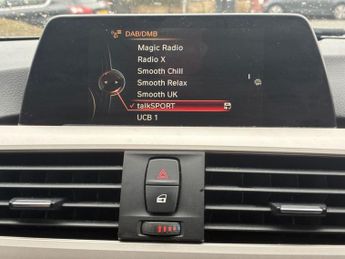 DAB/DMB
Magic Radio
Radio X
Smooth Chill
Smooth Relax
Smooth UK
talkSPORT
UCB 1